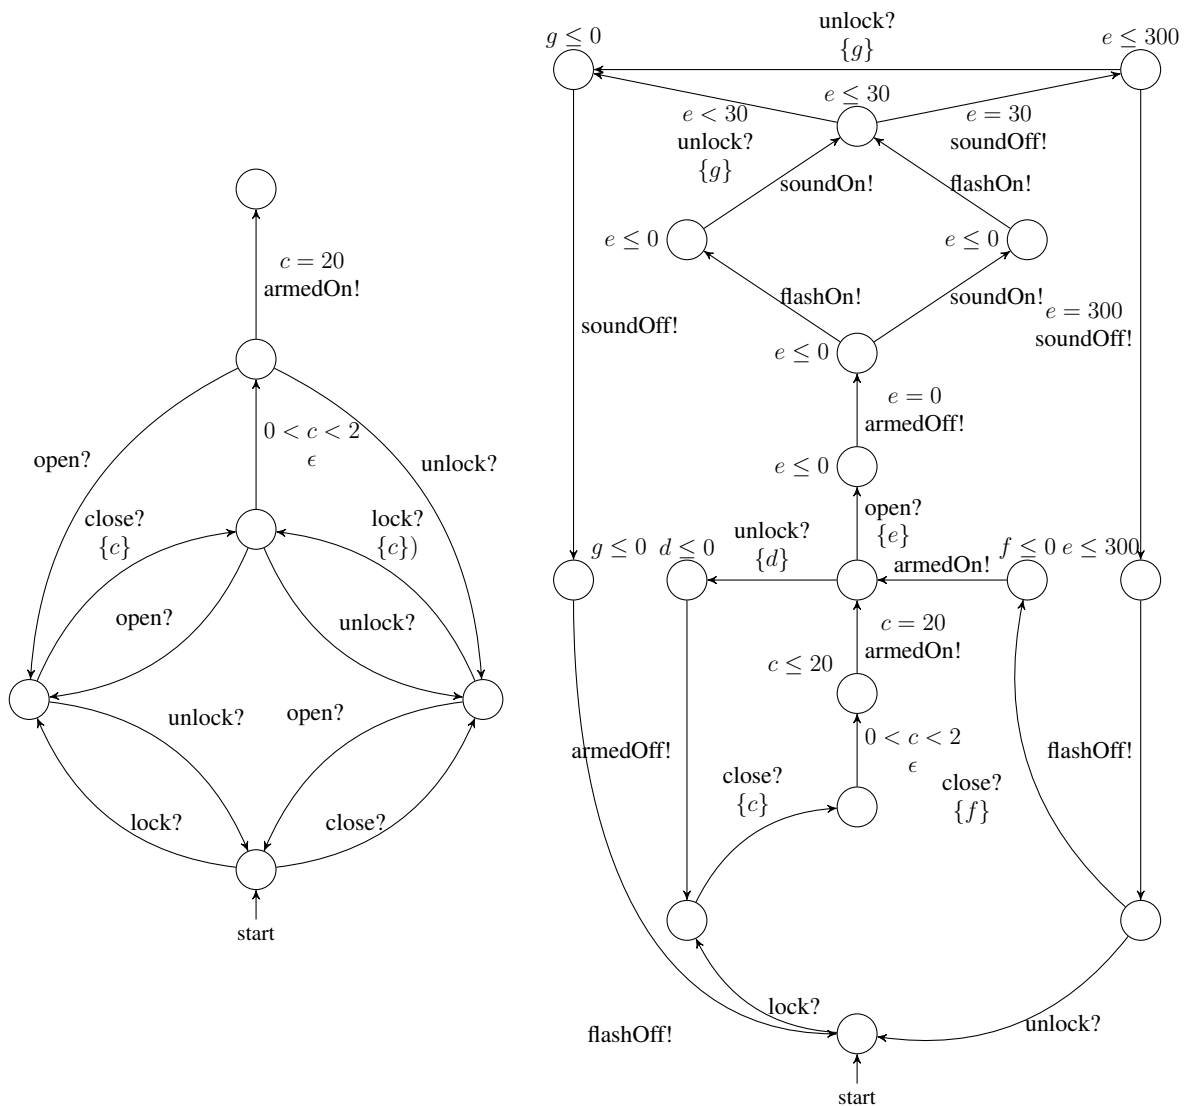 c = 20
armedOn!
0 < c < 2
ϵ
open?
unlock?
close?
{c}
lock?
{c})
open?
unlock?
unlock?
open?
lock?
close?
start
unlock?
{g}
g ≤ 0
e ≤ 300
e ≤ 30
e < 30
unlock?
{g}
e = 30
soundOff!
soundOn!
flashOn!
e ≤ 0
e ≤ 0
flashOn!
soundOn!
e = 300
soundOff!
soundOff!
e ≤ 0
e = 0
armedOff!
e ≤ 0
open?
{e}
unlock?
{d}
g ≤ 0
d ≤ 0
armedOn!
f ≤ 0
e ≤ 300
c = 20
armedOn!
c ≤ 20
0 < c < 2
ϵ
armedOff!
close?
{c}
close?
{f}
flashOff!
lock?
unlock?
flashOff!
start